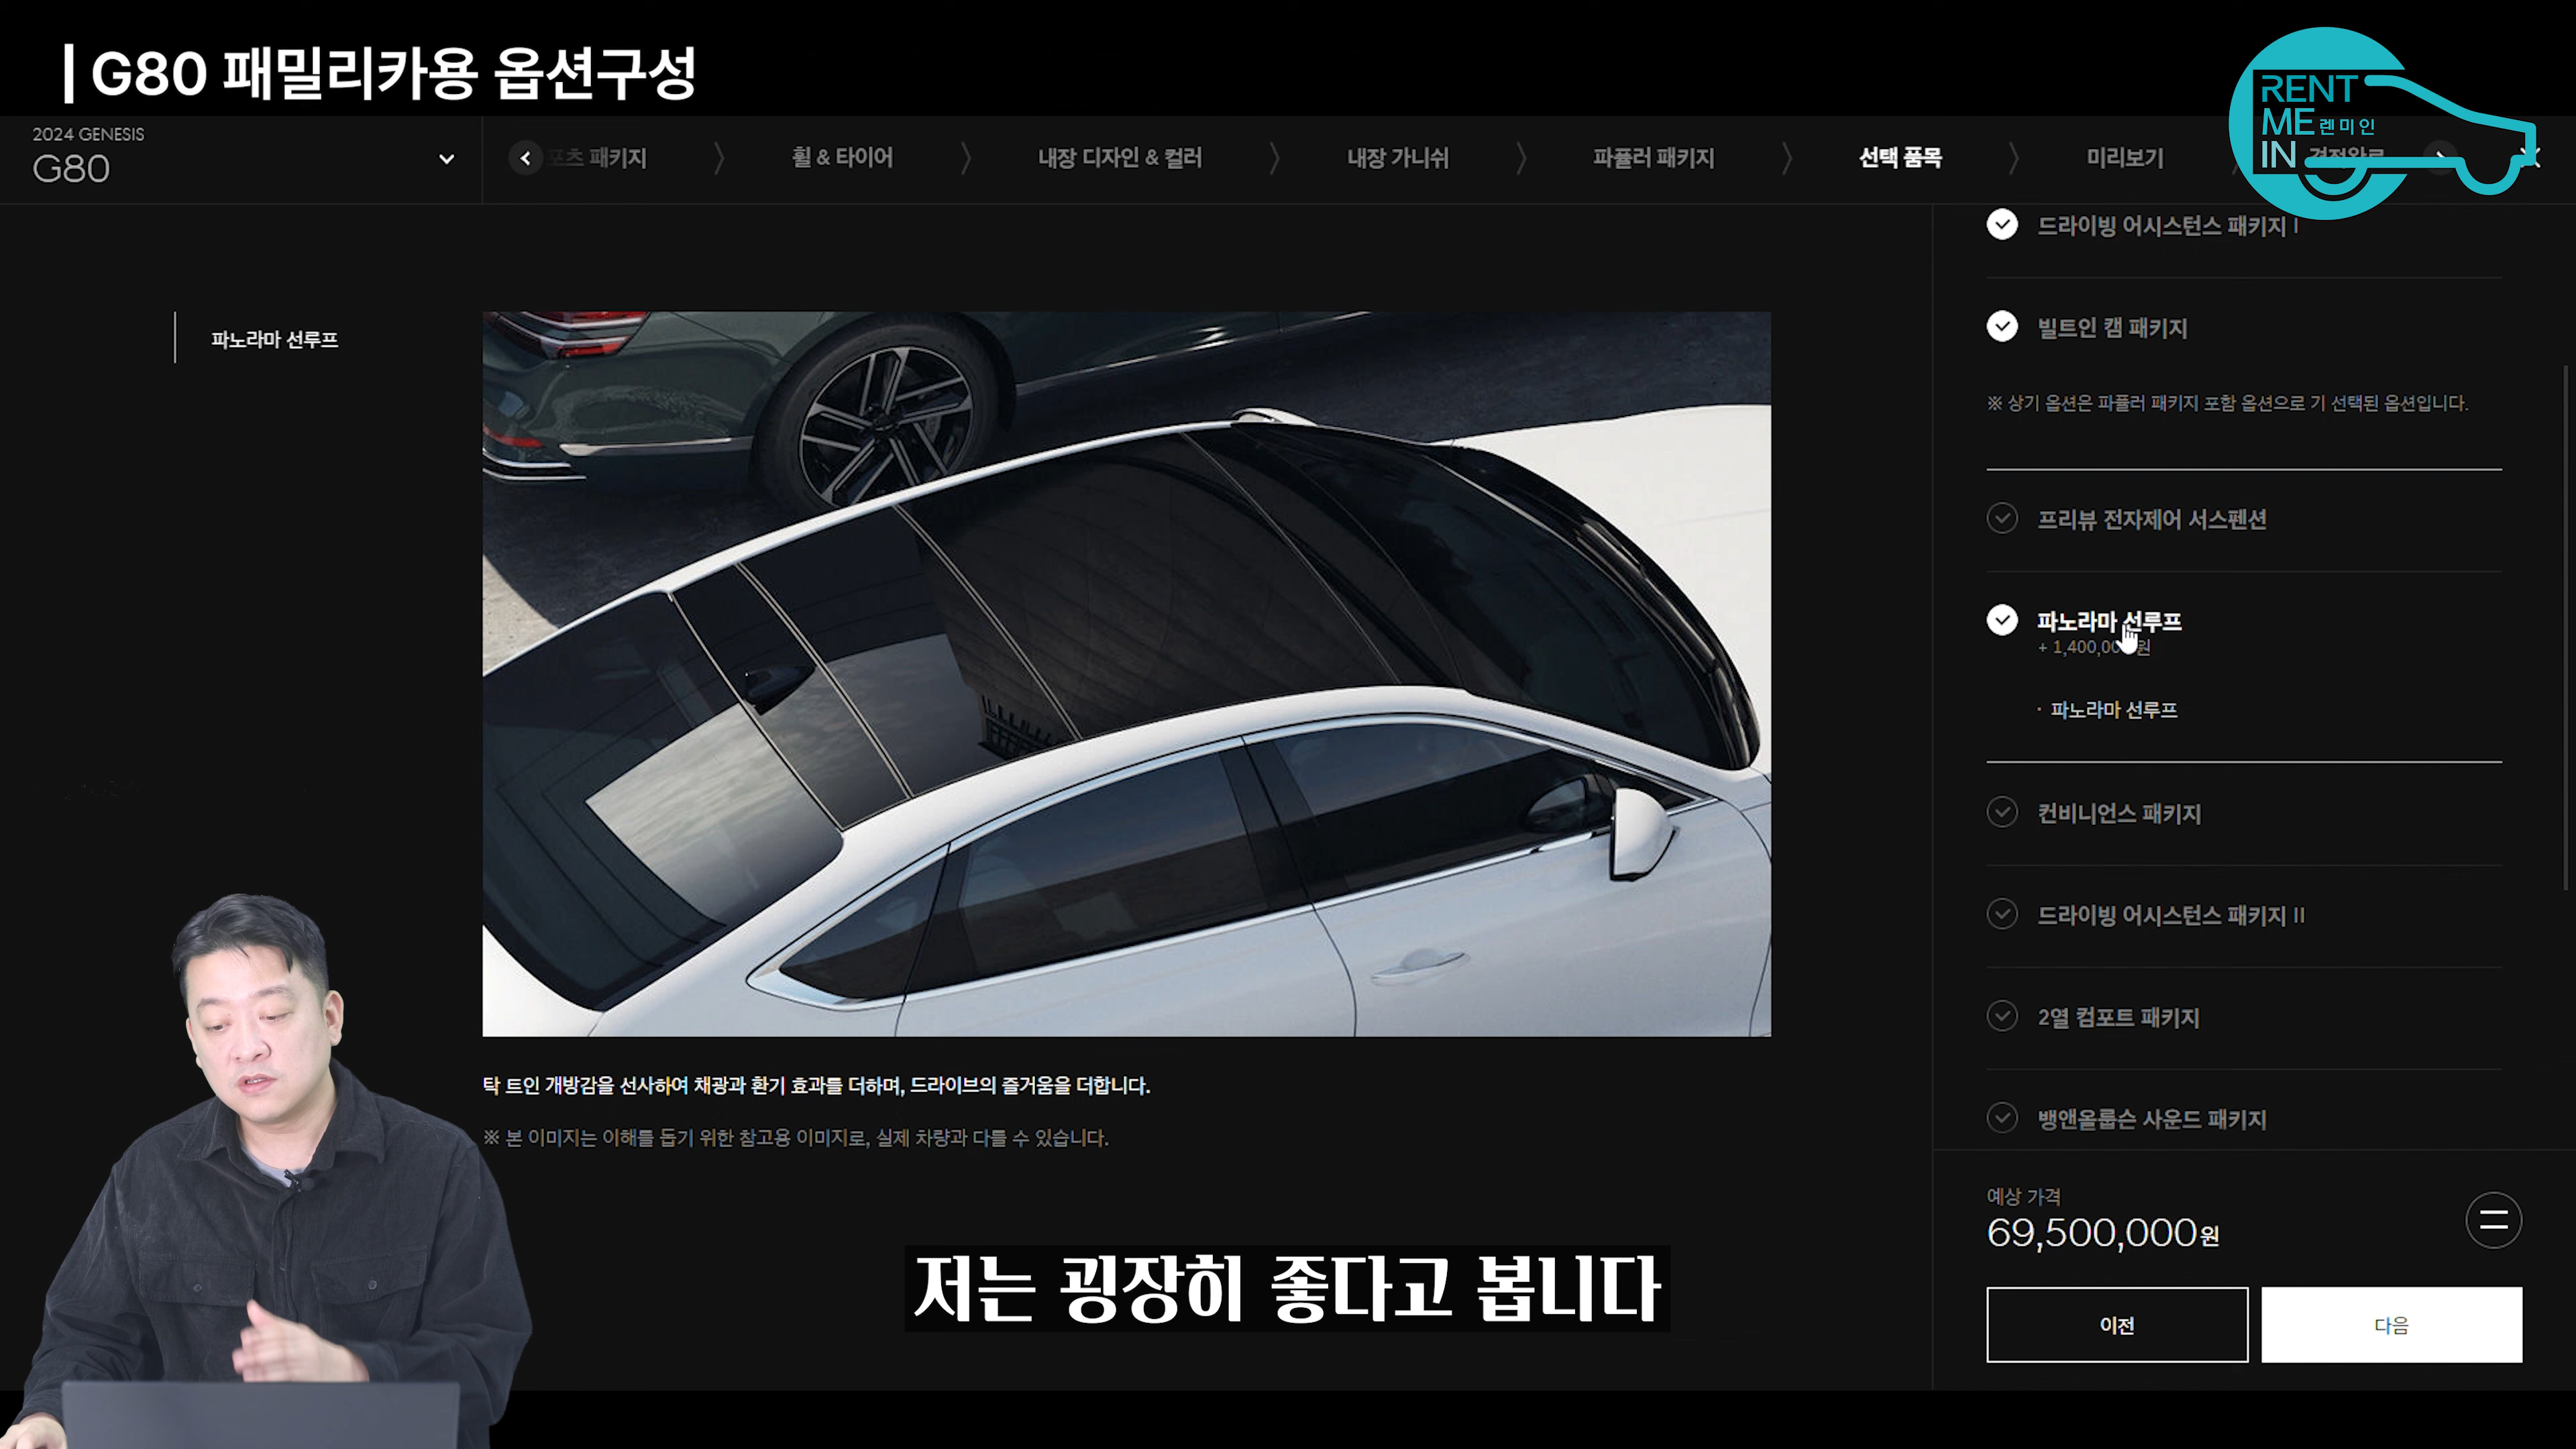 | G80 패밀리카용 옵션구성
RENT
ME 렌미인
IN
2024 GENESIS
G80
포츠 패키지
휠 & 타이어
내장 디자인 & 컬러
내장 가니쉬
파퓰러 패키지
선택 품목
미리보기
파노라마 선루프
드라이빙 어시스턴스 패키지 I
빌트인 캠 패키지
※ 상기 옵션은 파퓰러 패키지 포함 옵션으로 기 선택된 옵션입니다.
프리뷰 전자제어 서스펜션
파노라마 선루프
+ 1,400,00 원
· 파노라마 선루프
컨비니언스 패키지
드라이빙 어시스턴스 패키지 II
2열 컴포트 패키지
뱅앤올룹슨 사운드 패키지
탁 트인 개방감을 선사하여 채광과 환기 효과를 더하며, 드라이브의 즐거움을 더합니다.
※ 본 이미지는 이해를 돕기 위한 참고용 이미지로, 실제 차량과 다를 수 있습니다.
예상 가격
69,500,000원
이전
다음
저는 굉장히 좋다고 봅니다